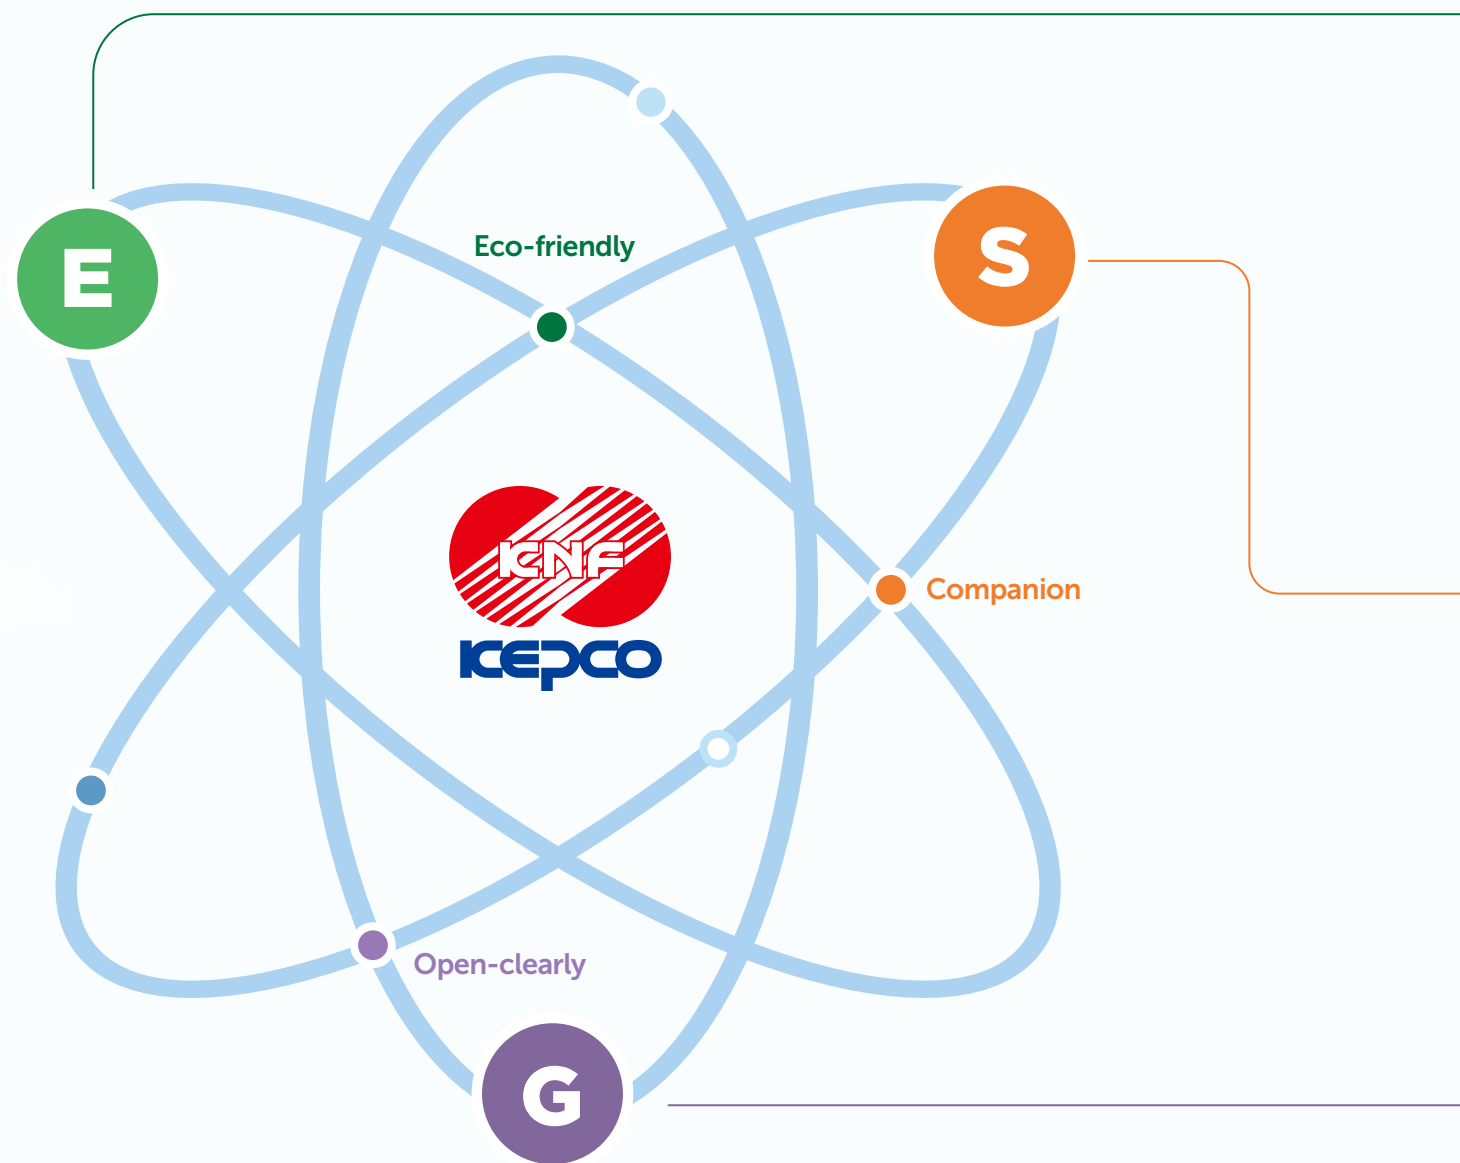 E
S
Eco-friendly
KNF
KEPCO
Companion
Open-clearly
G